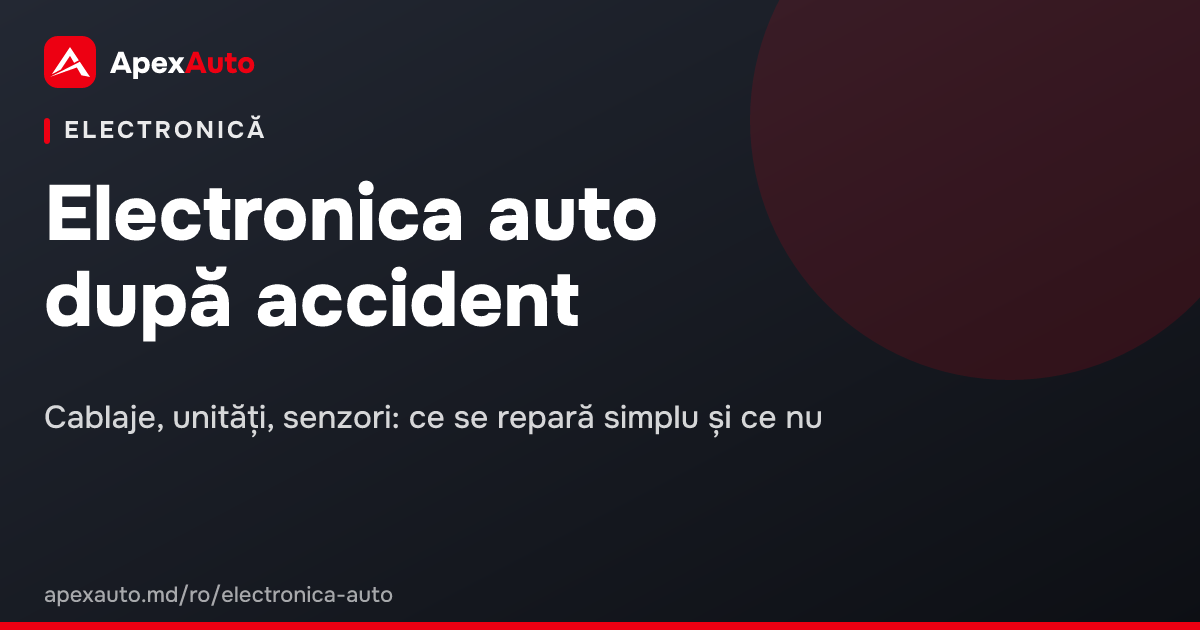 ApexAuto
ELECTRONICĂ
Electronica auto
după accident
Cablaje, unități, senzori: ce se repară simplu și ce nu
apexauto.md/ro/electronica-auto